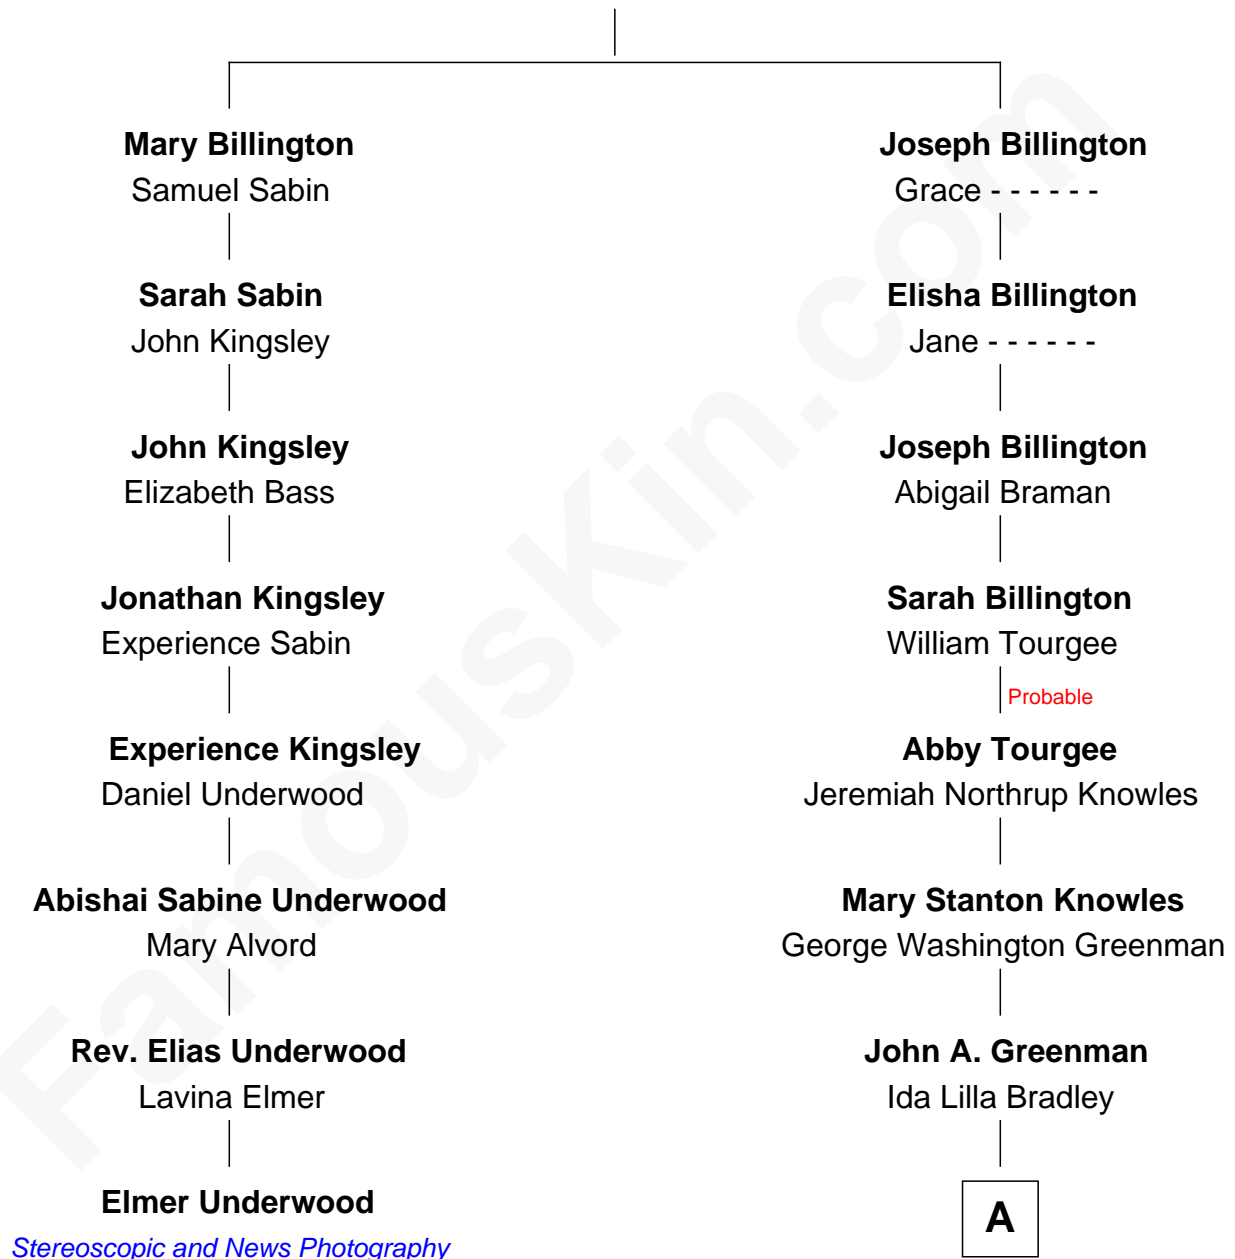 Mary Billington
Samuel Sabin
Sarah Sabin
John Kingsley
John Kingsley
Elizabeth Bass
Jonathan Kingsley
Experience Sabin
Experience Kingsley
Daniel Underwood
Abishai Sabine Underwood
Mary Alvord
Rev. Elias Underwood
Lavina Elmer
Elmer Underwood
Stereoscopic and News Photography
Joseph Billington
Grace - - - - - -
Elisha Billington
Jane - - - - - -
Joseph Billington
Abigail Braman
Sarah Billington
William Tourgee
Probable
Abby Tourgee
Jeremiah Northrup Knowles
Mary Stanton Knowles
George Washington Greenman
John A. Greenman
Ida Lilla Bradley
A
FamousKin.com